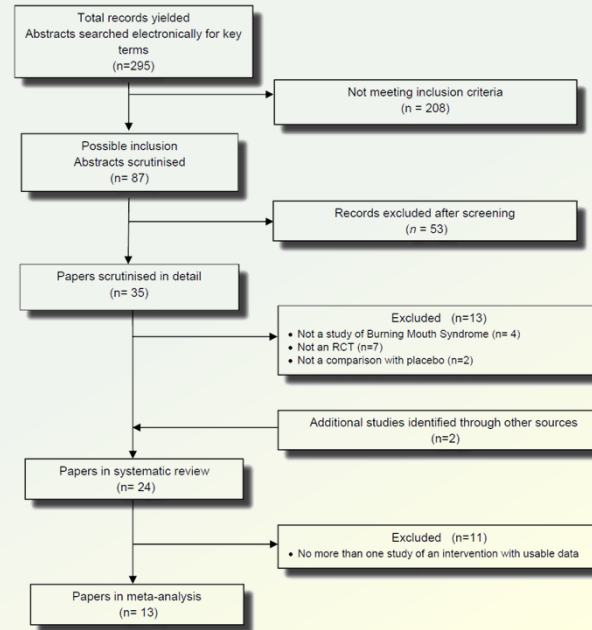 Total records yielded
Abstracts searched electronically for key
terms
(n=295)
Not meeting inclusion criteria
(n = 208)
Possible inclusion
Abstracts scrutinised
(n= 87)
Records excluded after screening
(n = 53)
Papers scrutinised in detail
(n= 35)
Excluded (n=13)
• Not a study of Burning Mouth Syndrome (n= 4)
• Not an RCT (n=7)
• Not a comparison with placebo (n=2)
Additional studies identified through other sources
(n=2)
Papers in systematic review
(n= 24)
Excluded (n=11)
• No more than one study of an intervention with usable data
Papers in meta-analysis
(n= 13)